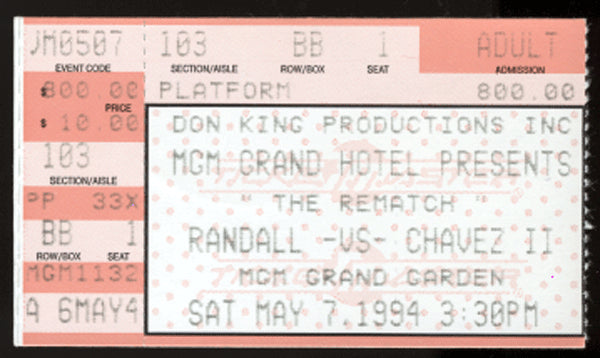 JM0507
EVENT CODE
$ 800.00
PRICE
$ 10.00
103
SECTION/AISLE
PP 33X
BB 1
ROW/BOX SEAT
MGM1132
A 6MAY4
103 BB 1 ADULT
SECTION/AISLE ROW/BOX SEAT ADMISSION
PLATFORM 800.00
DON KING PRODUCTIONS INC
MGM GRAND HOTEL PRESENTS
" THE REMATCH "
RANDALL -VS- CHAVEZ II
MGM GRAND GARDEN
SAT MAY 7,1994 3:30PM